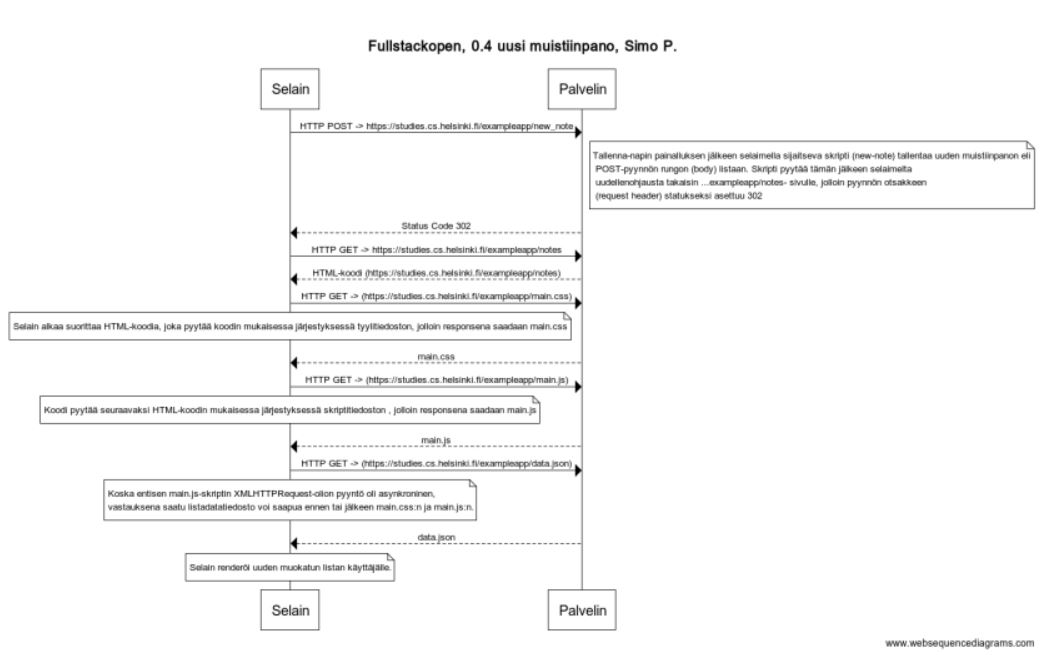 Fullstackopen, 0.4 uusi muistiinpano, Simo P.
Selain
Palvelin
HTTP POST -> https://studies.cs.helsinki.fi/exampleapp/new_note
Tallenna-napin painalluksen jälkeen selaimella sijaitseva skripti (new-note) tallentaa uuden muistiinpanon eli
POST-pyynnön rungon (body) listaan. Skripti pyytää tämän jälkeen selaimelta
uudellenohjausta takaisin ...exampleapp/notes- sivulle, jolloin pyynnön otsakkeen
(request header) statukseksi asettuu 302
Status Code 302
HTTP GET -> https://studies.cs.helsinki.fi/exampleapp/notes
HTML-koodi (https://studies.cs.helsinki.fi/exampleapp/notes)
HTTP GET -> (https://studies.cs.helsinki.fi/exampleapp/main.css)
Selain alkaa suorittaa HTML-koodia, joka pyytää koodin mukaisessa järjestyksessä tyylitiedoston, jolloin responsena saadaan main.css
main.css
HTTP GET -> (https://studies.cs.helsinki.fi/exampleapp/main.js)
Koodi pyytää seuraavaksi HTML-koodin mukaisessa järjestyksessä skriptitiedoston , jolloin responsena saadaan main.js
main.js
HTTP GET -> (https://studies.cs.helsinki.fi/exampleapp/data.json)
Koska entisen main.js-skriptin XMLHTTPRequest-olion pyyntö oli asynkroninen,
vastauksena saatu listadatatiedosto voi saapua ennen tai jälkeen main.css:n ja main.js:n.
data.json
Selain renderöi uuden muokatun listan käyttäjälle.
Selain
Palvelin
www.websequencediagrams.com